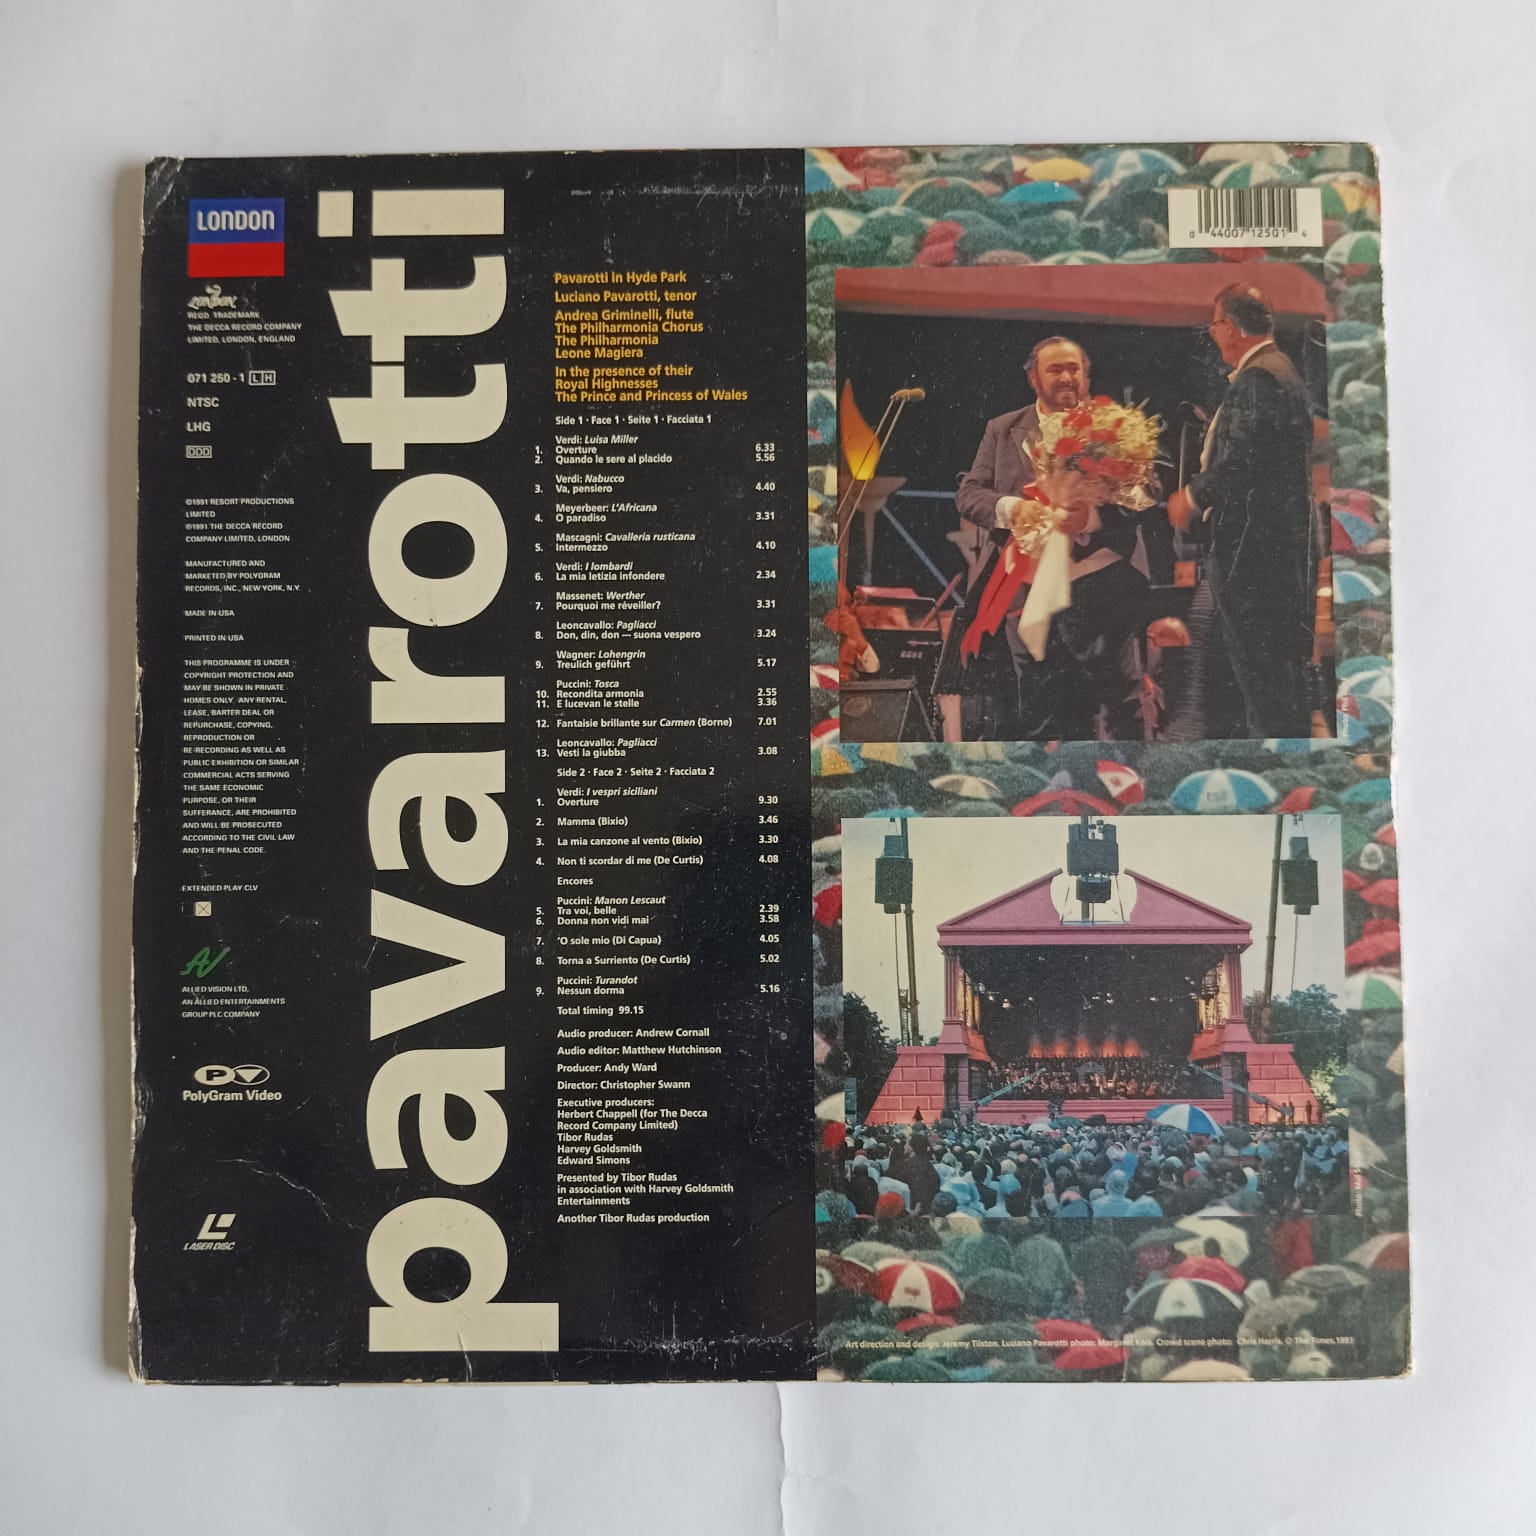 LONDON
LONDON
REGD. TRADEMARK
THE DECCA RECORD COMPANY
LIMITED, LONDON, ENGLAND
071 250 - 1 LH
NTSC
LHG
DDD
©1991 RESORT PRODUCTIONS
LIMITED
℗1991 THE DECCA RECORD
COMPANY LIMITED, LONDON
MANUFACTURED AND
MARKETED BY POLYGRAM
RECORDS, INC., NEW YORK, N.Y.
MADE IN USA
PRINTED IN USA
THIS PROGRAMME IS UNDER
COPYRIGHT PROTECTION AND
MAY BE SHOWN IN PRIVATE
HOMES ONLY. ANY RENTAL,
LEASE, BARTER DEAL OR
REPURCHASE, COPYING,
REPRODUCTION OR
RE-RECORDING AS WELL AS
PUBLIC EXHIBITION OR SIMILAR
COMMERCIAL ACTS SERVING
THE SAME ECONOMIC
PURPOSE, OR THEIR
SUFFERANCE, ARE PROHIBITED
AND WILL BE PROSECUTED
ACCORDING TO THE CIVIL LAW
AND THE PENAL CODE.
EXTENDED PLAY CLV
AV
ALLIED VISION LTD,
AN ALLIED ENTERTAINMENTS
GROUP PLC COMPANY
PolyGram Video
LASER DISC
pavarotti
Pavarotti in Hyde Park
Luciano Pavarotti, tenor
Andrea Griminelli, flute
The Philharmonia Chorus
The Philharmonia
Leone Magiera
In the presence of their
Royal Highnesses
The Prince and Princess of Wales
Side 1 · Face 1 · Seite 1 · Facciata 1
Verdi: Luisa Miller
1. Overture 6.33
2. Quando le sere al placido 5.56
Verdi: Nabucco
3. Va, pensiero 4.40
Meyerbeer: L'Africana
4. O paradiso 3.31
Mascagni: Cavalleria rusticana
5. Intermezzo 4.10
Verdi: I lombardi
6. La mia letizia infondere 2.34
Massenet: Werther
7. Pourquoi me réveiller? 3.31
Leoncavallo: Pagliacci
8. Don, din, don — suona vespero 3.24
Wagner: Lohengrin
9. Treulich geführt 5.17
Puccini: Tosca
10. Recondita armonia 2.55
11. E lucevan le stelle 3.36
12. Fantaisie brillante sur Carmen (Borne) 7.01
Leoncavallo: Pagliacci
13. Vesti la giubba 3.08
Side 2 · Face 2 · Seite 2 · Facciata 2
Verdi: I vespri siciliani
1. Overture 9.30
2. Mamma (Bixio) 3.46
3. La mia canzone al vento (Bixio) 3.30
4. Non ti scordar di me (De Curtis) 4.08
Encores
Puccini: Manon Lescaut
5. Tra voi, belle 2.39
6. Donna non vidi mai 3.58
7. 'O sole mio (Di Capua) 4.05
8. Torna a Surriento (De Curtis) 5.02
Puccini: Turandot
9. Nessun dorma 5.16
Total timing 99.15
Audio producer: Andrew Cornall
Audio editor: Matthew Hutchinson
Producer: Andy Ward
Director: Christopher Swann
Executive producers:
Herbert Chappell (for The Decca
Record Company Limited)
Tibor Rudas
Harvey Goldsmith
Edward Simons
Presented by Tibor Rudas
in association with Harvey Goldsmith
Entertainments
Another Tibor Rudas production
0 44007 12501 4
Photo:
Photo:
Art direction and design: Jeremy Tilston. Luciano Pavarotti photo: Margaret Kois. Crowd scene photo: Chris Harris. © The Times, 1991